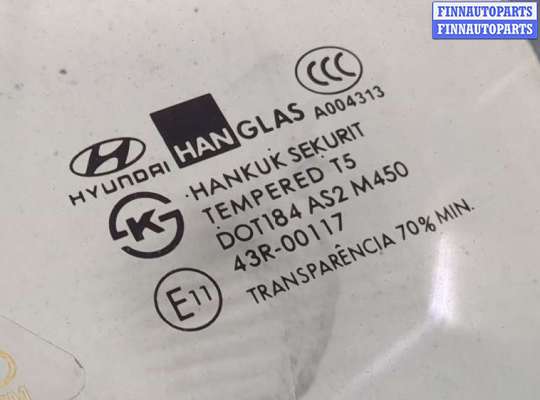 FINNAUTOPARTS
FINNAUTOPARTS
CCC
HYUNDAI HANGLAS A004313
K HANKUK SEKURIT
TEMPERED T5
DOT184 AS2 M450
43R-00117
E11 TRANSPARÊNCIA 70% MIN.